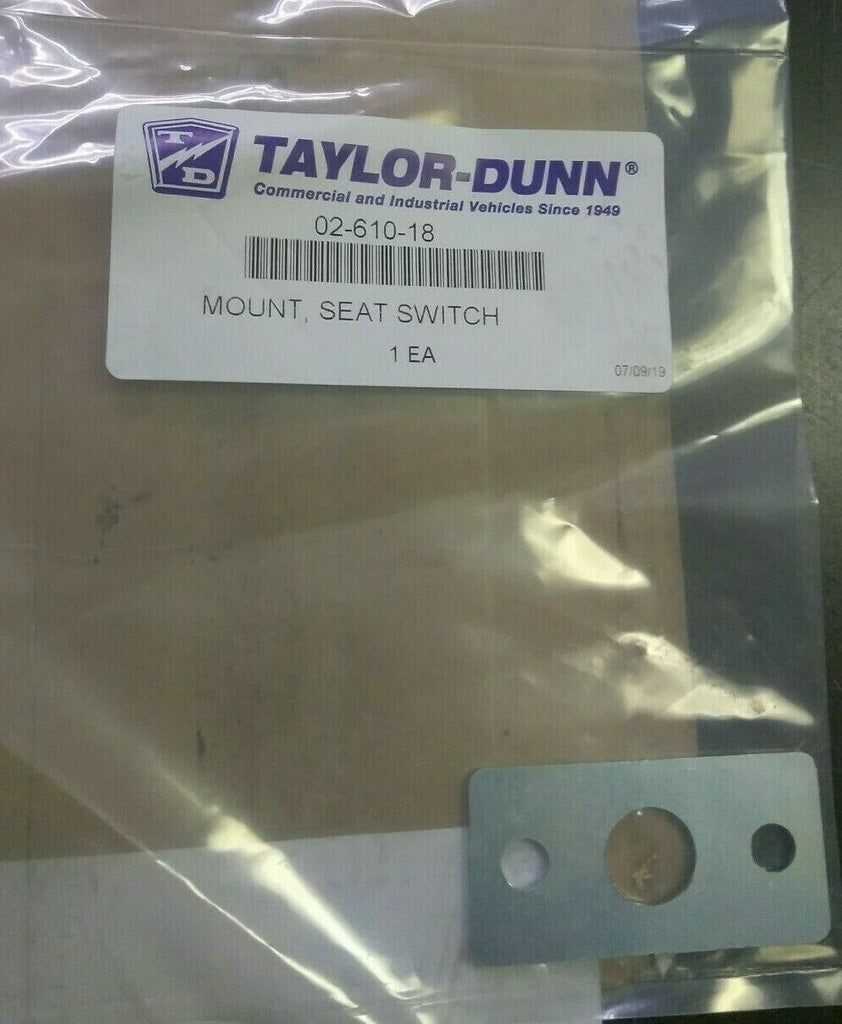 T D
TAYLOR-DUNN®
Commercial and Industrial Vehicles Since 1949
02-610-18
MOUNT, SEAT SWITCH
1 EA
07/09/19